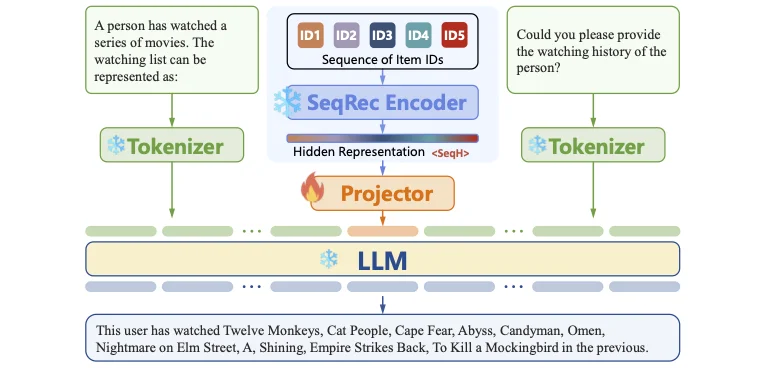 A person has watched a
series of movies. The
watching list can be
represented as:
ID1 ID2 ID3 ID4 ID5
Sequence of Item IDs
Could you please provide
the watching history of the
person?
SeqRec Encoder
Tokenizer
Hidden Representation <SeqH>
Tokenizer
Projector
...
...
LLM
...
...
This user has watched Twelve Monkeys, Cat People, Cape Fear, Abyss, Candyman, Omen,
Nightmare on Elm Street, A, Shining, Empire Strikes Back, To Kill a Mockingbird in the previous.